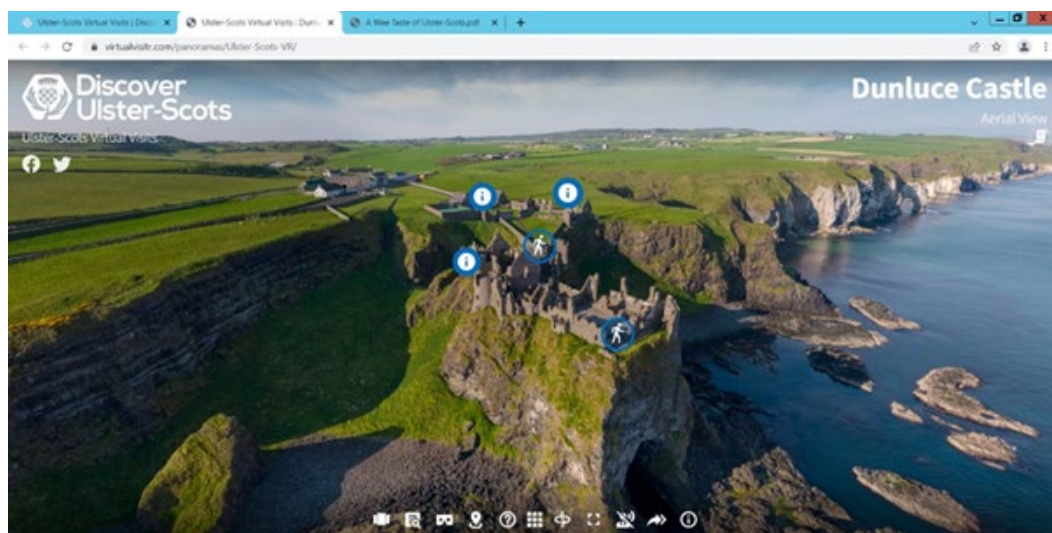 Ulster-Scots Virtual Visits | Disco
Ulster-Scots Virtual Visits : Dunl
A Wee Taste of Ulster-Scots.pdf
virtualvisitr.com/panoramas/Ulster-Scots-VR/
Discover
Ulster-Scots
Ulster-Scots Virtual Visits
Dunluce Castle
Aerial View